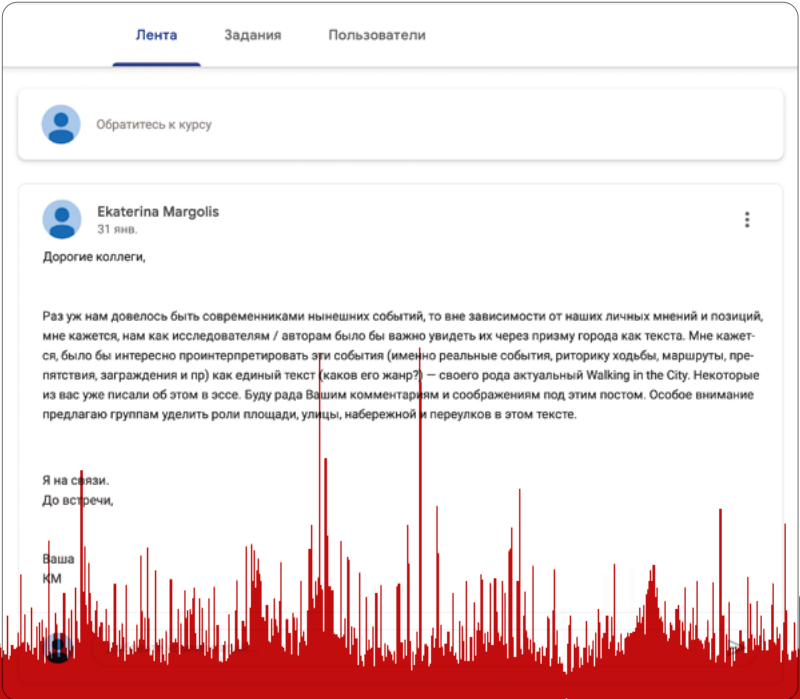 Лента Задания Пользователи
Обратитесь к курсу
Ekaterina Margolis
31 янв.
Дорогие коллеги,
Раз уж нам довелось быть современниками нынешних событий, то вне зависимости от наших личных мнений и позиций,
мне кажется, нам как исследователям / авторам было бы важно увидеть их через призму города как текста. Мне кажет-
ся, было бы интересно проинтерпретировать эти события (именно реальные события, риторику ходьбы, маршруты, пре-
пятствия, заграждения и пр) как единый текст (каков его жанр?) — своего рода актуальный Walking in the City. Некоторые
из вас уже писали об этом в эссе. Буду рада Вашим комментариям и соображениям под этим постом. Особое внимание
предлагаю группам уделить роли площади, улицы, набережной и переулков в этом тексте.
Я на связи.
До встречи,
Ваша
КМ